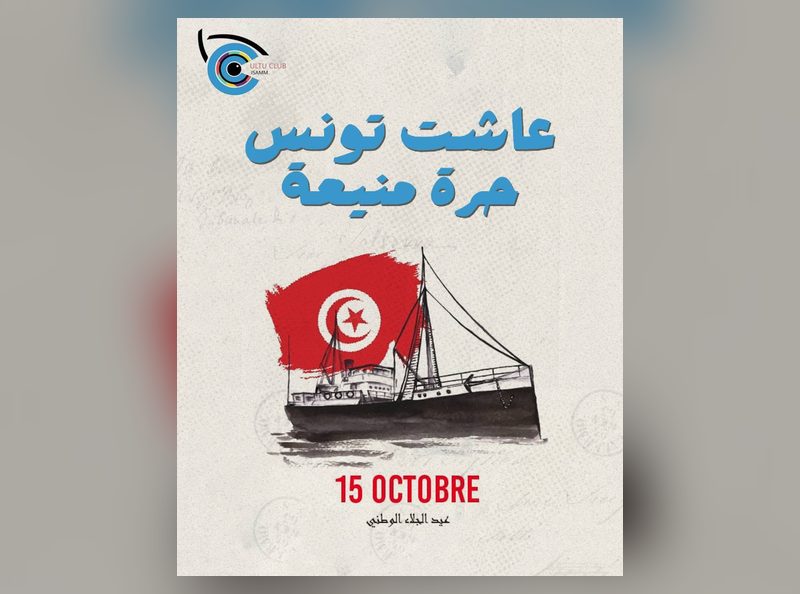 ULTU CLUB
ISAMM
عاشت تونس
حرة منيعة
15 OCTOBRE
عيد الجلاء الوطني